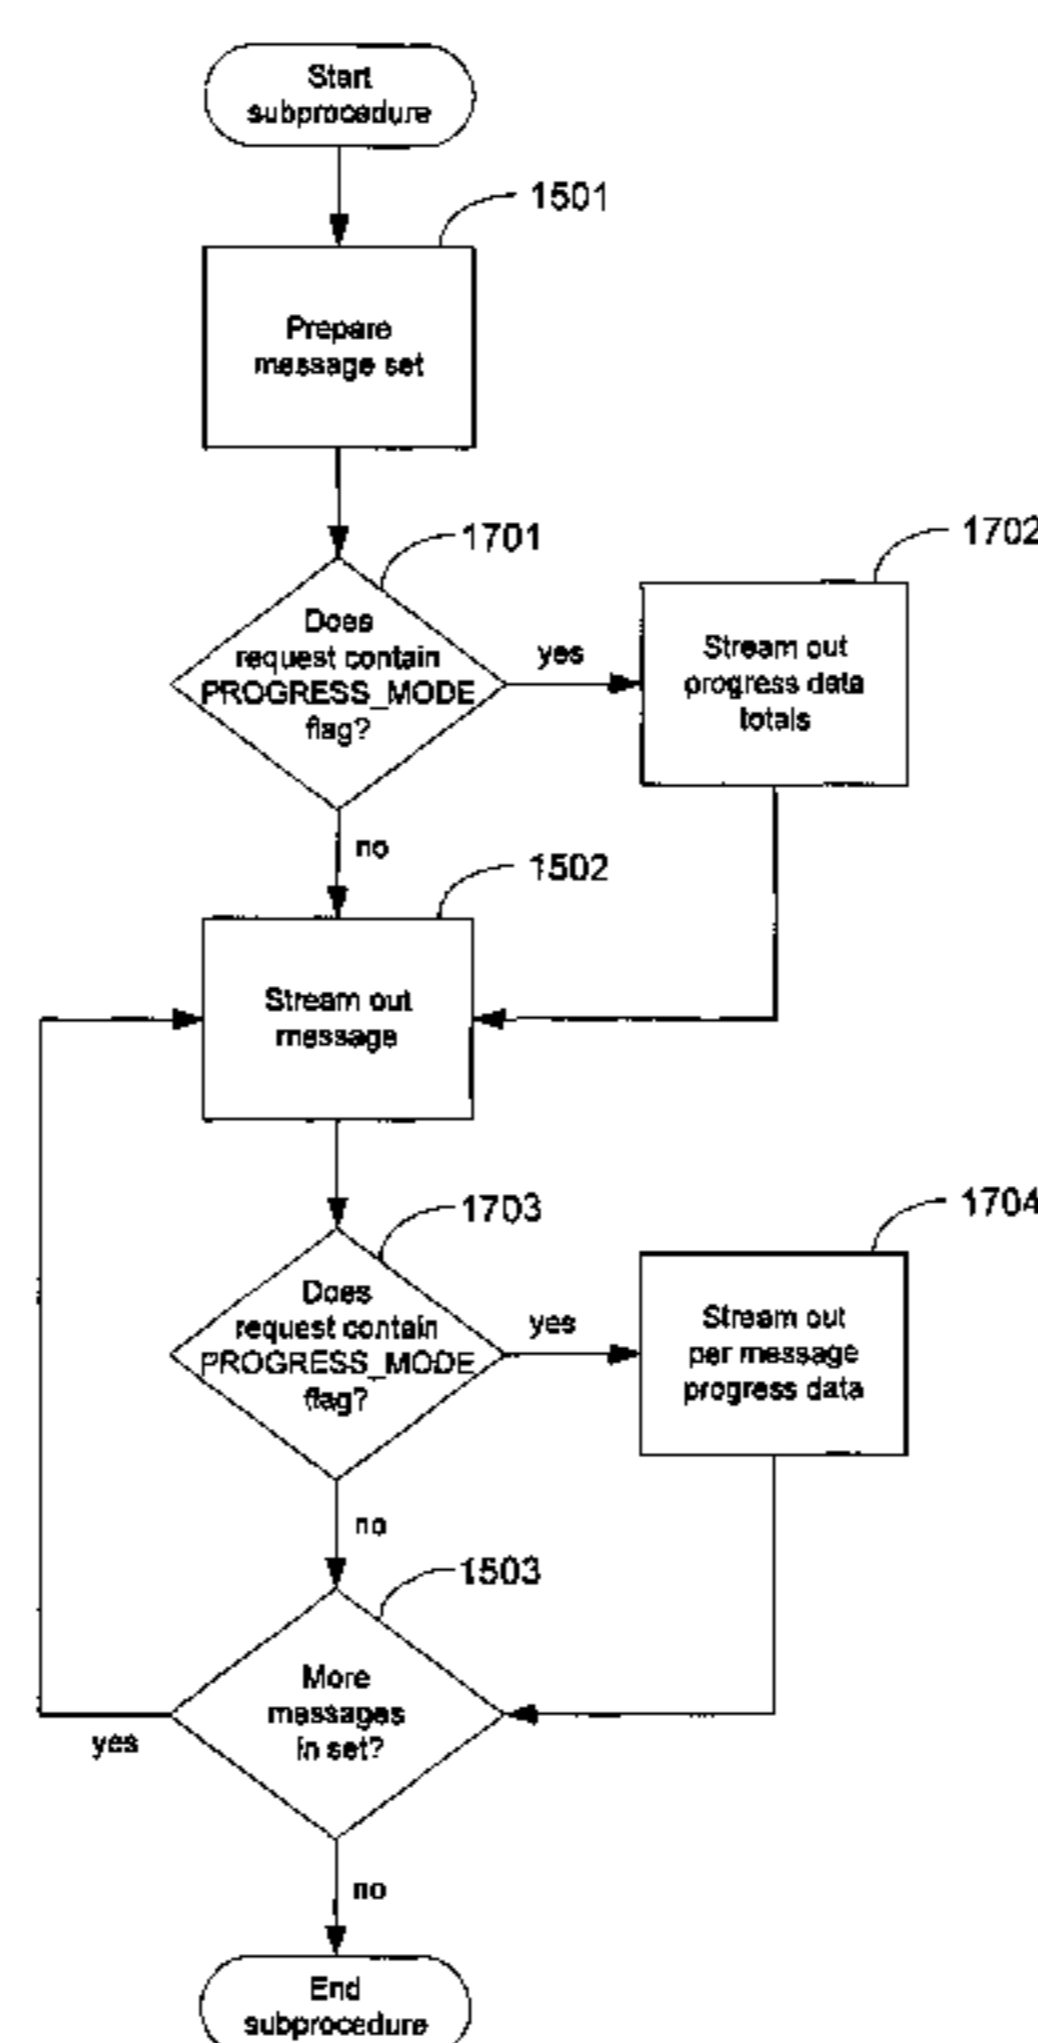 Start
subprocedure
1501
Prepare
message set
1701
Does
request contain
PROGRESS_MODE
flag?
yes
1702
Stream out
progress data
totals
no
1502
Stream out
message
1703
Does
request contain
PROGRESS_MODE
flag?
yes
1704
Stream out
per message
progress data
no
1503
More
messages
in set?
yes
no
End
subprocedure